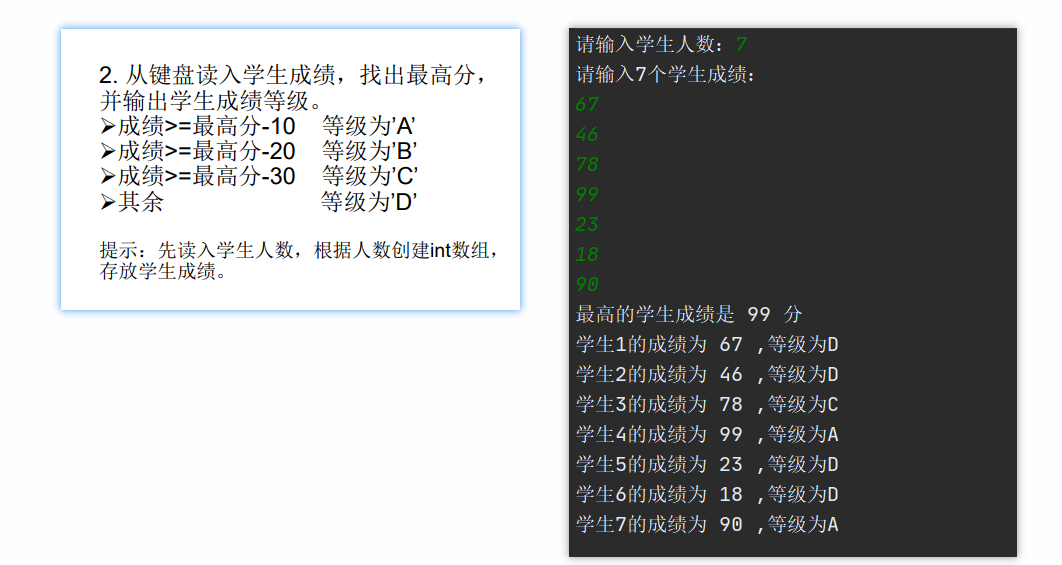 2. 从键盘读入学生成绩，找出最高分，
并输出学生成绩等级。
➢成绩>=最高分-10 等级为’A’
➢成绩>=最高分-20 等级为’B’
➢成绩>=最高分-30 等级为’C’
➢其余 等级为’D’
提示：先读入学生人数，根据人数创建int数组，
存放学生成绩。
请输入学生人数：7
请输入7个学生成绩：
67
46
78
99
23
18
90
最高的学生成绩是 99 分
学生1的成绩为 67 ,等级为D
学生2的成绩为 46 ,等级为D
学生3的成绩为 78 ,等级为C
学生4的成绩为 99 ,等级为A
学生5的成绩为 23 ,等级为D
学生6的成绩为 18 ,等级为D
学生7的成绩为 90 ,等级为A